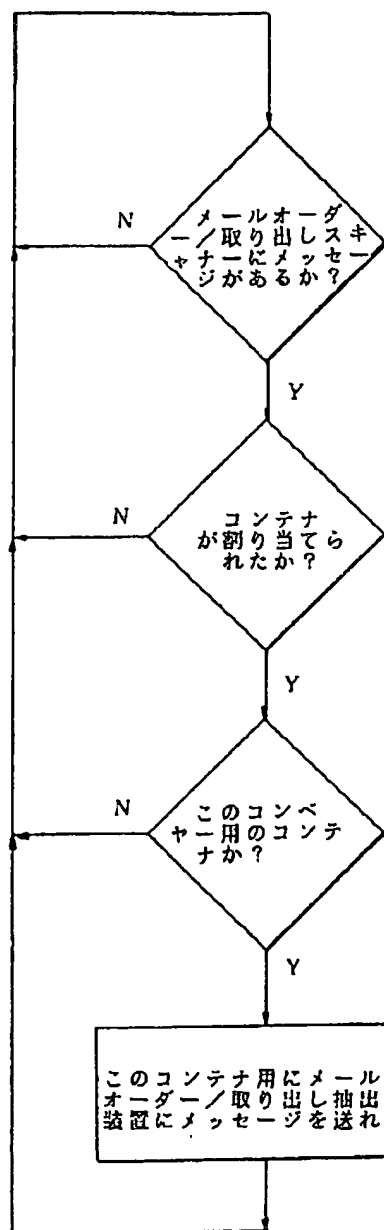 メールオーダ
ー/取り出しスキ
ャナーにメッセー
ジがあるか?
N
Y
コンテナ
が割り当てら
れたか?
N
Y
このコンベ
ヤー用のコンテ
ナか?
N
Y
このコンテナ用にメール
オーダー/取り出し抽出
装置にメッセージを送れ